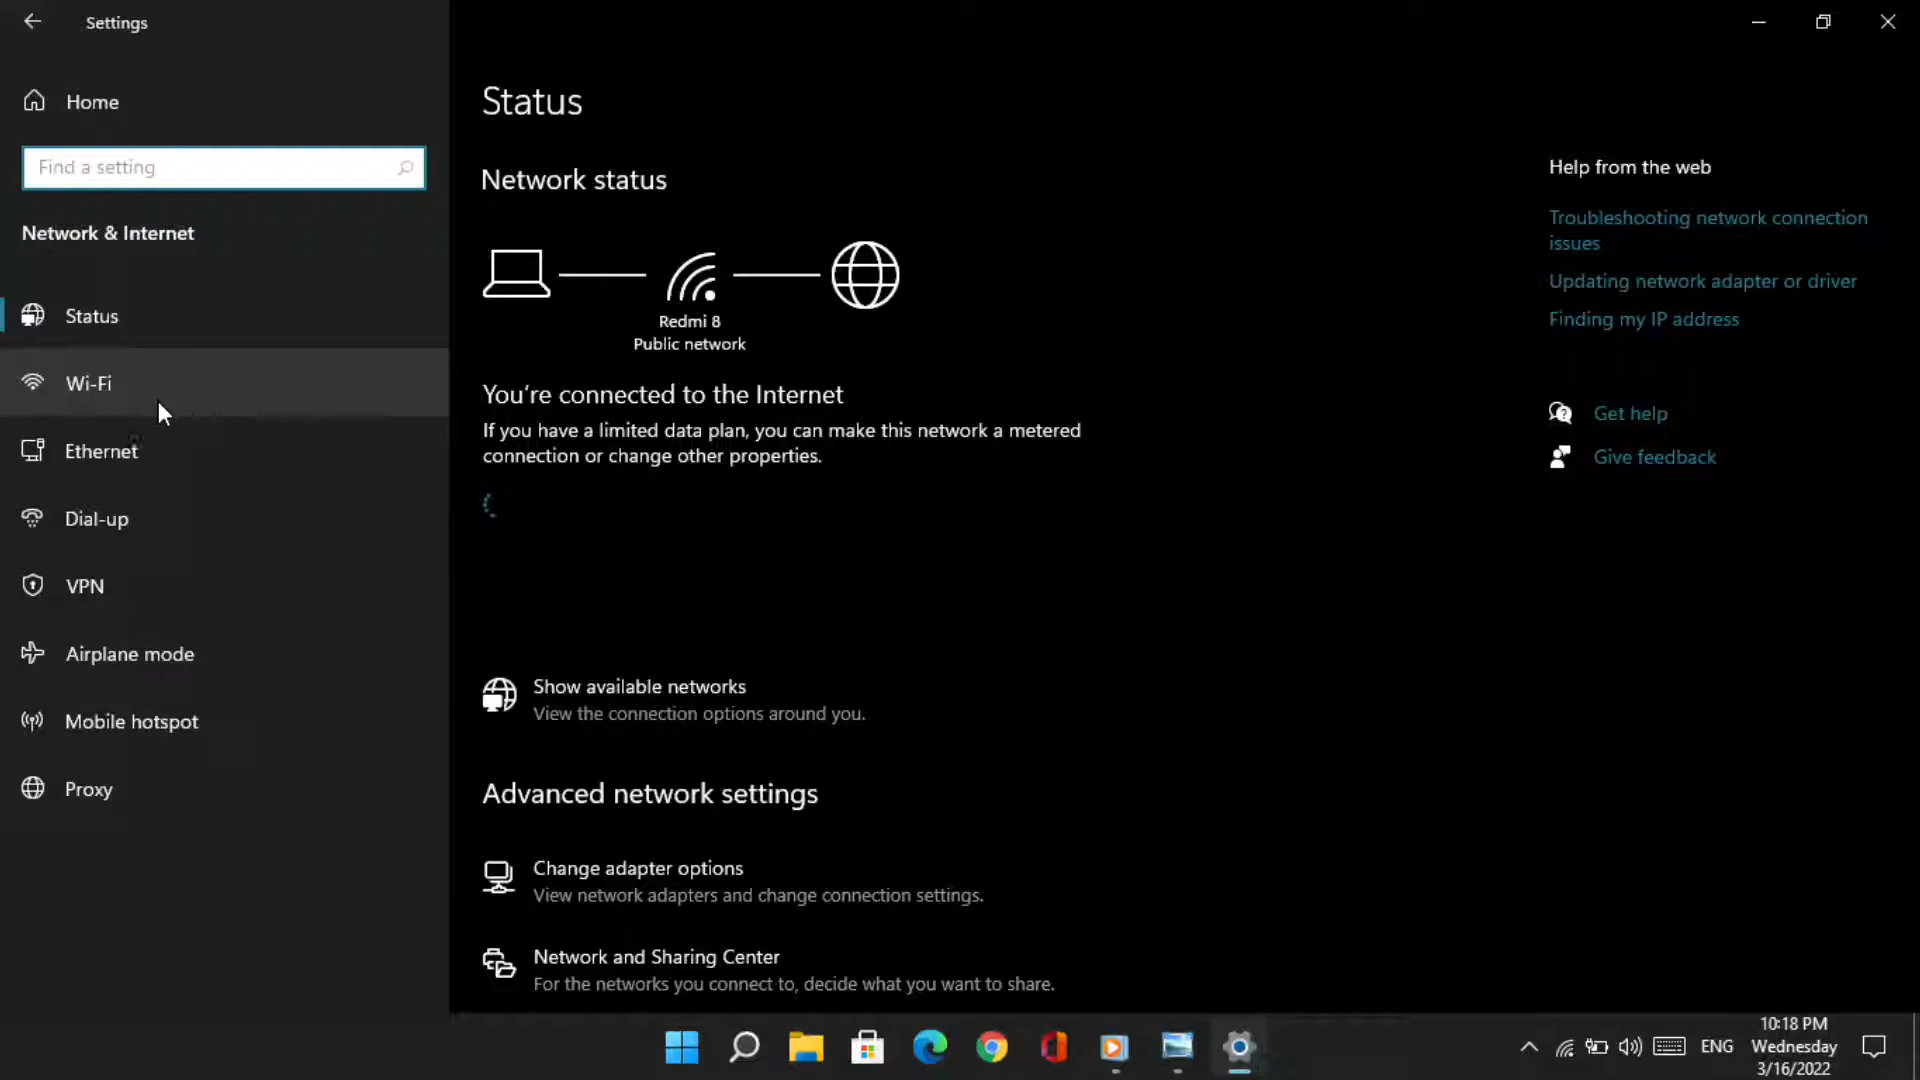 Settings
Home
Find a setting
Network & Internet
Status
Wi-Fi
Ethernet
Dial-up
VPN
Airplane mode
Mobile hotspot
Proxy
Status
Network status
Redmi 8
Public network
You're connected to the Internet
If you have a limited data plan, you can make this network a metered
connection or change other properties.
Show available networks
View the connection options around you.
Advanced network settings
Change adapter options
View network adapters and change connection settings.
Network and Sharing Center
For the networks you connect to, decide what you want to share.
Help from the web
Troubleshooting network connection
issues
Updating network adapter or driver
Finding my IP address
Get help
Give feedback
ENG
10:18 PM
Wednesday
3/16/2022